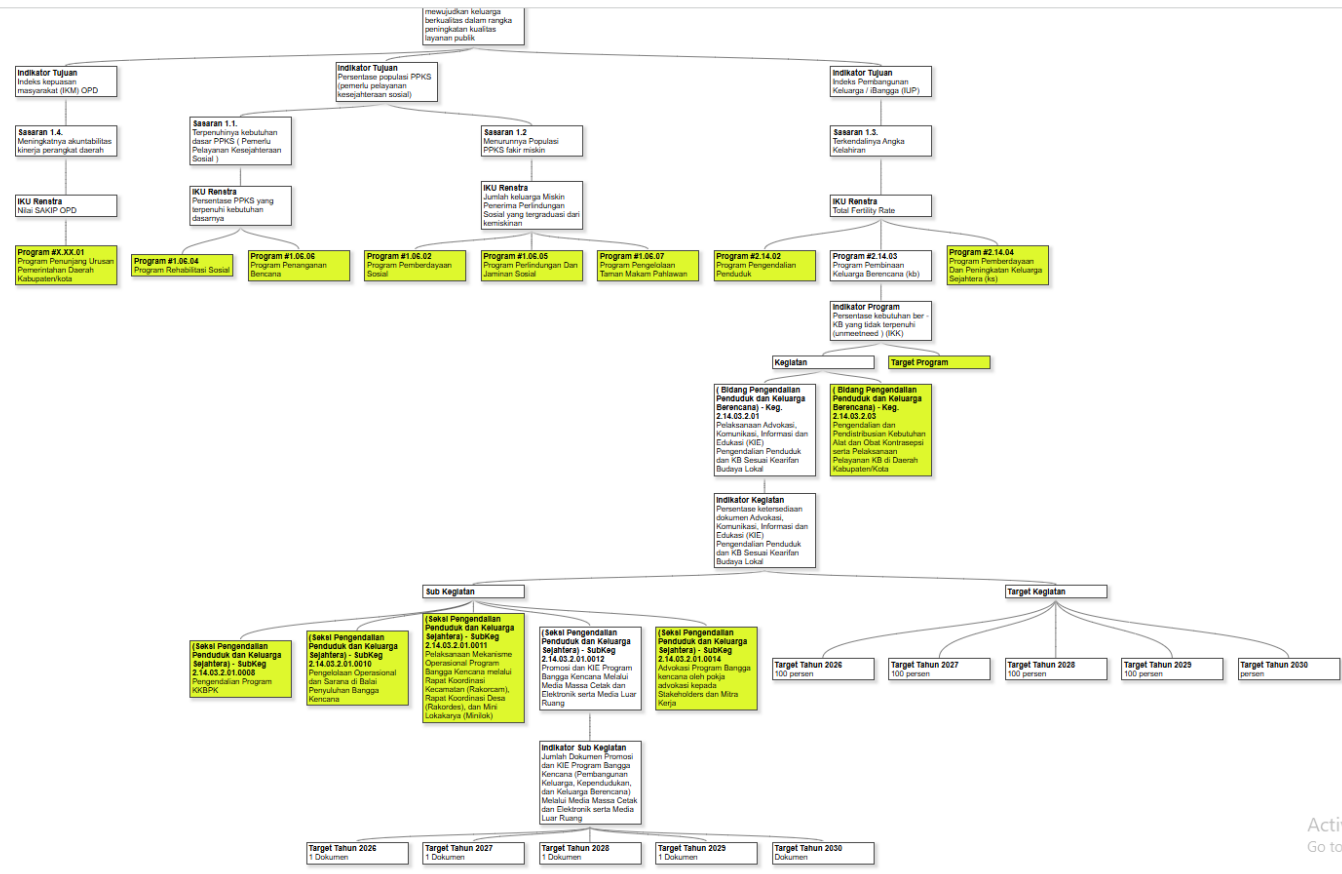 mewujudkan keluarga
berkualitas dalam rangka
peningkatan kualitas
layanan publik
Indikator Tujuan
Indeks kepuasan
masyarakat (IKM) OPD
Indikator Tujuan
Persentase populasi PPKS
(pemerlu pelayanan
kesejahteraan sosial)
Indikator Tujuan
Indeks Pembangunan
Keluarga / iBangga (IUP)
Sasaran 1.4.
Meningkatnya akuntabilitas
kinerja perangkat daerah
Sasaran 1.1.
Terpenuhinya kebutuhan
dasar PPKS ( Pemerlu
Pelayanan Kesejahteraan
Sosial )
Sasaran 1.2
Menurunnya Populasi
PPKS fakir miskin
Sasaran 1.3.
Terkendalinya Angka
Kelahiran
IKU Renstra
Nilai SAKIP OPD
IKU Renstra
Persentase PPKS yang
terpenuhi kebutuhan
dasarnya
IKU Renstra
Jumlah keluarga Miskin
Penerima Perlindungan
Sosial yang tergraduasi dari
kemiskinan
IKU Renstra
Total Fertility Rate
Program #X.XX.01
Program Penunjang Urusan
Pemerintahan Daerah
Kabupaten/kota
Program #1.06.04
Program Rehabilitasi Sosial
Program #1.06.06
Program Penanganan
Bencana
Program #1.06.02
Program Pemberdayaan
Sosial
Program #1.06.05
Program Perlindungan Dan
Jaminan Sosial
Program #1.06.07
Program Pengelolaan
Taman Makam Pahlawan
Program #2.14.02
Program Pengendalian
Penduduk
Program #2.14.03
Program Pembinaan
Keluarga Berencana (kb)
Program #2.14.04
Program Pemberdayaan
Dan Peningkatan Keluarga
Sejahtera (ks)
Indikator Program
Persentase kebutuhan ber -
KB yang tidak terpenuhi
(unmeetneed ) (IKK)
Kegiatan
Target Program
( Bidang Pengendalian
Penduduk dan Keluarga
Berencana) - Keg.
2.14.03.2.01
Pelaksanaan Advokasi,
Komunikasi, Informasi dan
Edukasi (KIE)
Pengendalian Penduduk
dan KB Sesuai Kearifan
Budaya Lokal
( Bidang Pengendalian
Penduduk dan Keluarga
Berencana) - Keg.
2.14.03.2.03
Pengendalian dan
Pendistribusian Kebutuhan
Alat dan Obat Kontrasepsi
serta Pelaksanaan
Pelayanan KB di Daerah
Kabupaten/Kota
Indikator Kegiatan
Persentase ketersediaan
dokumen Advokasi,
Komunikasi, Informasi dan
Edukasi (KIE)
Pengendalian Penduduk
dan KB Sesuai Kearifan
Budaya Lokal
Sub Kegiatan
Target Kegiatan
(Seksi Pengendalian
Penduduk dan Keluarga
Sejahtera) - SubKeg
2.14.03.2.01.0008
Pengendalian Program
KKBPK
(Seksi Pengendalian
Penduduk dan Keluarga
Sejahtera) - SubKeg
2.14.03.2.01.0010
Pengelolaan Operasional
dan Sarana di Balai
Penyuluhan Bangga
Kencana
(Seksi Pengendalian
Penduduk dan Keluarga
Sejahtera) - SubKeg
2.14.03.2.01.0011
Pelaksanaan Mekanisme
Operasional Program
Bangga Kencana melalui
Rapat Koordinasi
Kecamatan (Rakorcam),
Rapat Koordinasi Desa
(Rakordes), dan Mini
Lokakarya (Minilok)
(Seksi Pengendalian
Penduduk dan Keluarga
Sejahtera) - SubKeg
2.14.03.2.01.0012
Promosi dan KIE Program
Bangga Kencana Melalui
Media Massa Cetak dan
Elektronik serta Media Luar
Ruang
(Seksi Pengendalian
Penduduk dan Keluarga
Sejahtera) - SubKeg
2.14.03.2.01.0014
Advokasi Program Bangga
kencana oleh pokja
advokasi kepada
Stakeholders dan Mitra
Kerja
Target Tahun 2026
100 persen
Target Tahun 2027
100 persen
Target Tahun 2028
100 persen
Target Tahun 2029
100 persen
Target Tahun 2030
persen
Indikator Sub Kegiatan
Jumlah Dokumen Promosi
dan KIE Program Bangga
Kencana (Pembangunan
Keluarga, Kependudukan,
dan Keluarga Berencana)
Melalui Media Massa Cetak
dan Elektronik serta Media
Luar Ruang
Target Tahun 2026
1 Dokumen
Target Tahun 2027
1 Dokumen
Target Tahun 2028
1 Dokumen
Target Tahun 2029
1 Dokumen
Target Tahun 2030
Dokumen
Acti
Go to